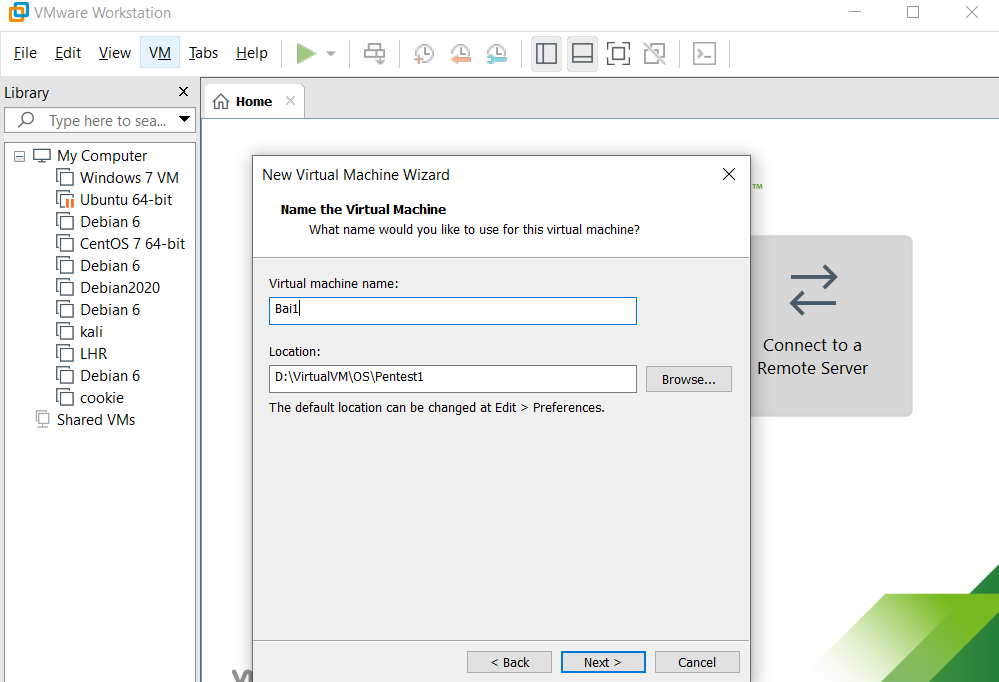 VMware Workstation
File Edit View VM Tabs Help
Library
Type here to sea...
Home
My Computer
Windows 7 VM
Ubuntu 64-bit
Debian 6
CentOS 7 64-bit
Debian 6
Debian2020
Debian 6
kali
LHR
Debian 6
cookie
Shared VMs
New Virtual Machine Wizard
Name the Virtual Machine
What name would you like to use for this virtual machine?
Virtual machine name:
Bai1
Location:
D:\VirtualVM\OS\Pentest1
Browse...
The default location can be changed at Edit > Preferences.
< Back Next > Cancel
TM
Connect to a
Remote Server